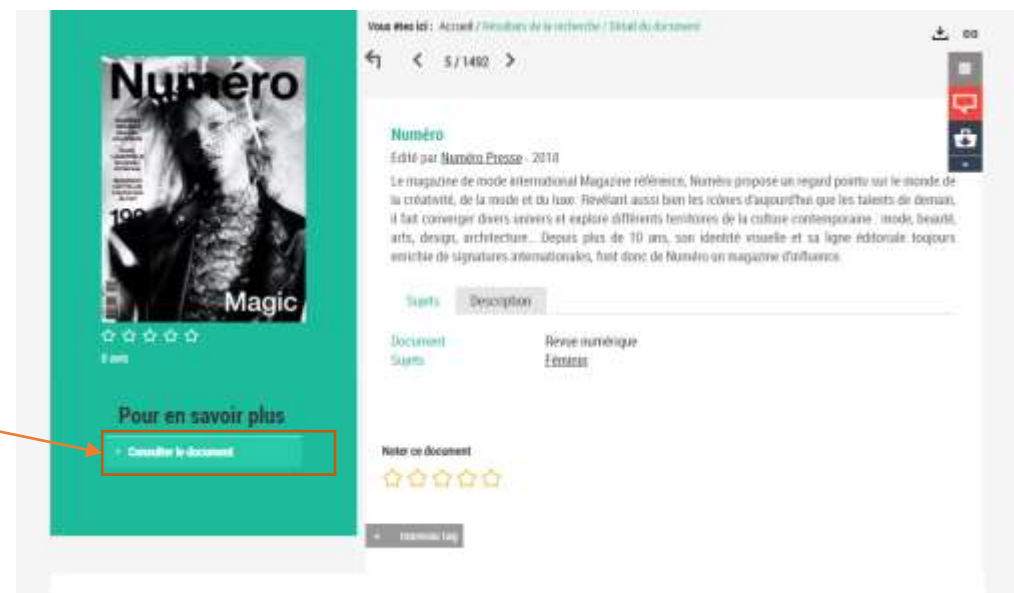 Vous êtes ici : Accueil / Résultats de la recherche / Détail du document
5 / 1492
Numéro
199
Magic
0 avis
Pour en savoir plus
Consulter le document
Numéro
Edité par Numéro Presse - 2018
Le magazine de mode international Magazine référence, Numéro propose un regard pointu sur le monde de
la créativité, de la mode et du luxe. Révélant aussi bien les icônes d'aujourd'hui que les talents de demain,
il fait converger divers univers et explore différents territoires de la culture contemporaine : mode, beauté,
arts, design, architecture... Depuis plus de 10 ans, son identité visuelle et sa ligne éditoriale toujours
enrichie de signatures internationales, font donc de Numéro un magazine d'influence.
Sujets Description
Document Revue numérique
Sujets Féminin
Noter ce document
+ nouveau tag